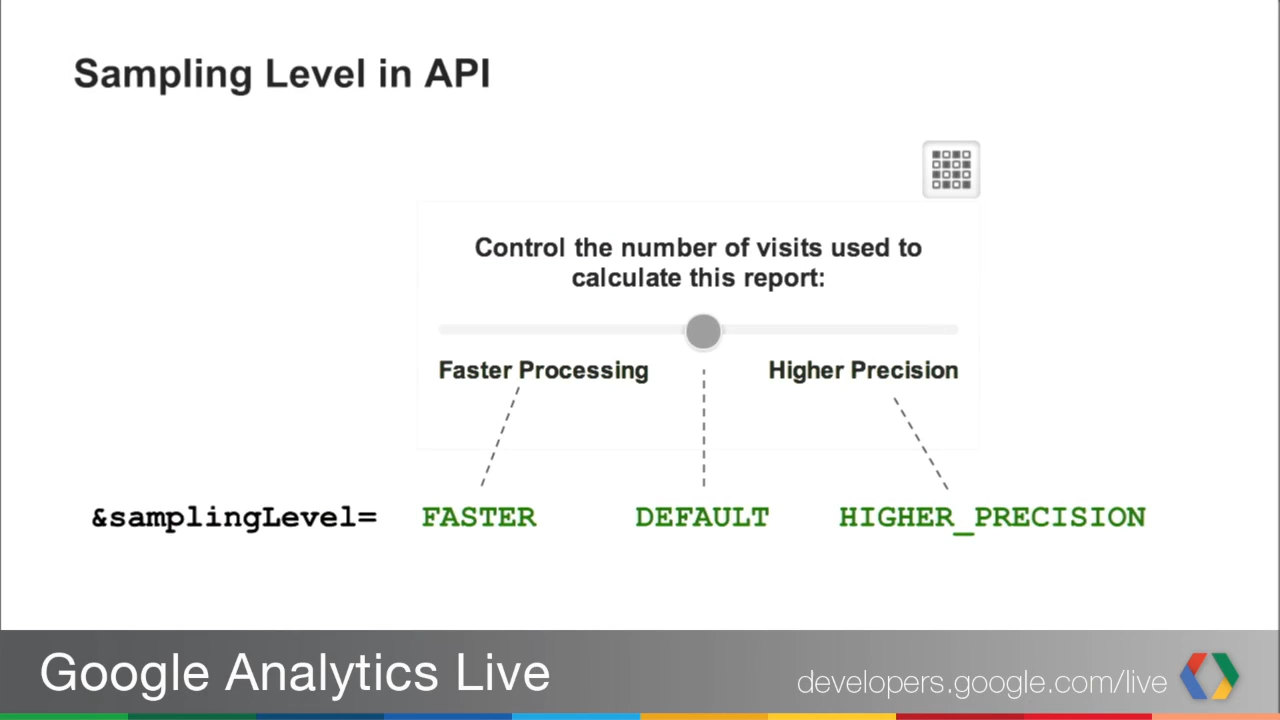 Sampling Level in API
Control the number of visits used to
calculate this report:
Faster Processing Higher Precision
&samplingLevel= FASTER DEFAULT HIGHER_PRECISION
Google Analytics Live developers.google.com/live